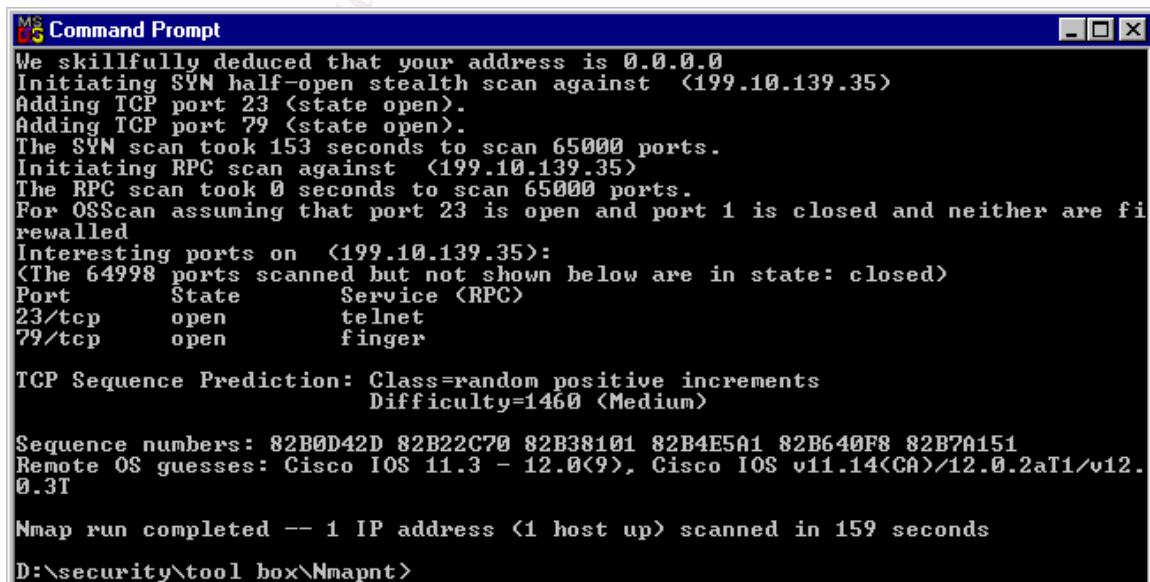 Command Prompt
We skillfully deduced that your address is 0.0.0.0
Initiating SYN half-open stealth scan against  (199.10.139.35)
Adding TCP port 23 (state open).
Adding TCP port 79 (state open).
The SYN scan took 153 seconds to scan 65000 ports.
Initiating RPC scan against  (199.10.139.35)
The RPC scan took 0 seconds to scan 65000 ports.
For OSScan assuming that port 23 is open and port 1 is closed and neither are fi
rewalled
Interesting ports on  (199.10.139.35):
(The 64998 ports scanned but not shown below are in state: closed)
Port       State       Service (RPC)
23/tcp     open        telnet
79/tcp     open        finger
TCP Sequence Prediction: Class=random positive increments
Difficulty=1460 (Medium)
Sequence numbers: 82B0D42D 82B22C70 82B38101 82B4E5A1 82B640F8 82B7A151
Remote OS guesses: Cisco IOS 11.3 - 12.0(9), Cisco IOS v11.14(CA)/12.0.2aT1/v12.
0.3T
Nmap run completed -- 1 IP address (1 host up) scanned in 159 seconds
D:\security\tool box\Nmapnt>